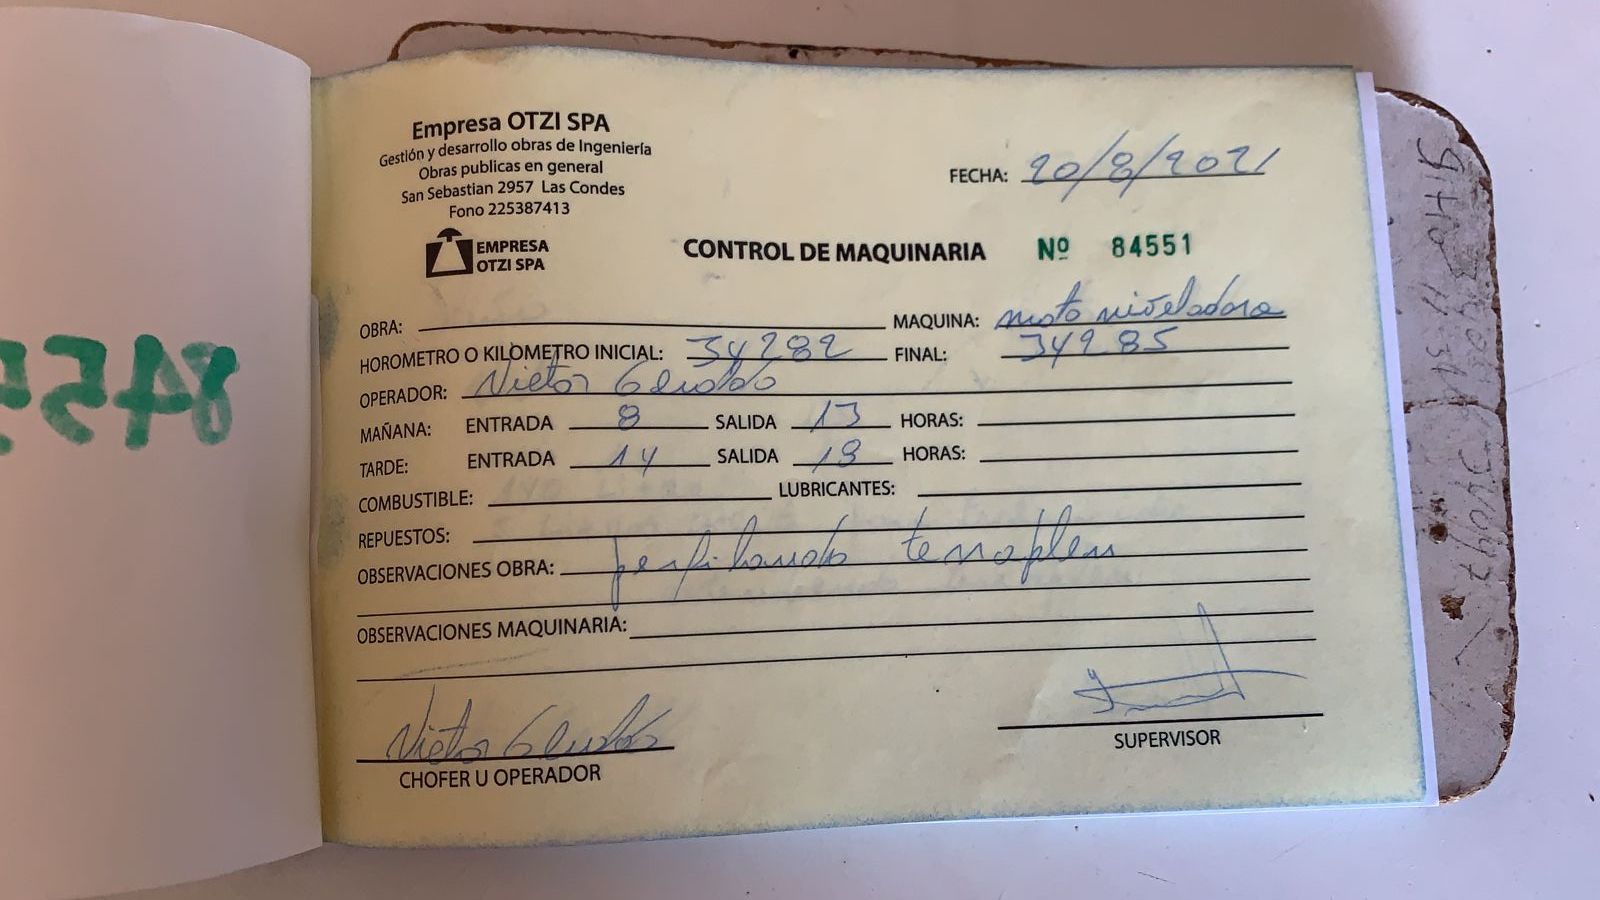 Empresa OTZI SPA
Gestión y desarrollo obras de Ingeniería
Obras publicas en general
San Sebastian 2957 Las Condes
Fono 225387413
EMPRESA
OTZI SPA
FECHA: 20/8/2021
CONTROL DE MAQUINARIA Nº 84551
OBRA: MAQUINA: moto niveladora
HOROMETRO O KILOMETRO INICIAL: 34282 FINAL: 34285
OPERADOR: Victor
MAÑANA: ENTRADA 8 SALIDA 13 HORAS:
TARDE: ENTRADA 14 SALIDA 18 HORAS:
COMBUSTIBLE: LUBRICANTES:
REPUESTOS:
OBSERVACIONES OBRA: perfilando terraplen
OBSERVACIONES MAQUINARIA:
Victor
CHOFER U OPERADOR
SUPERVISOR